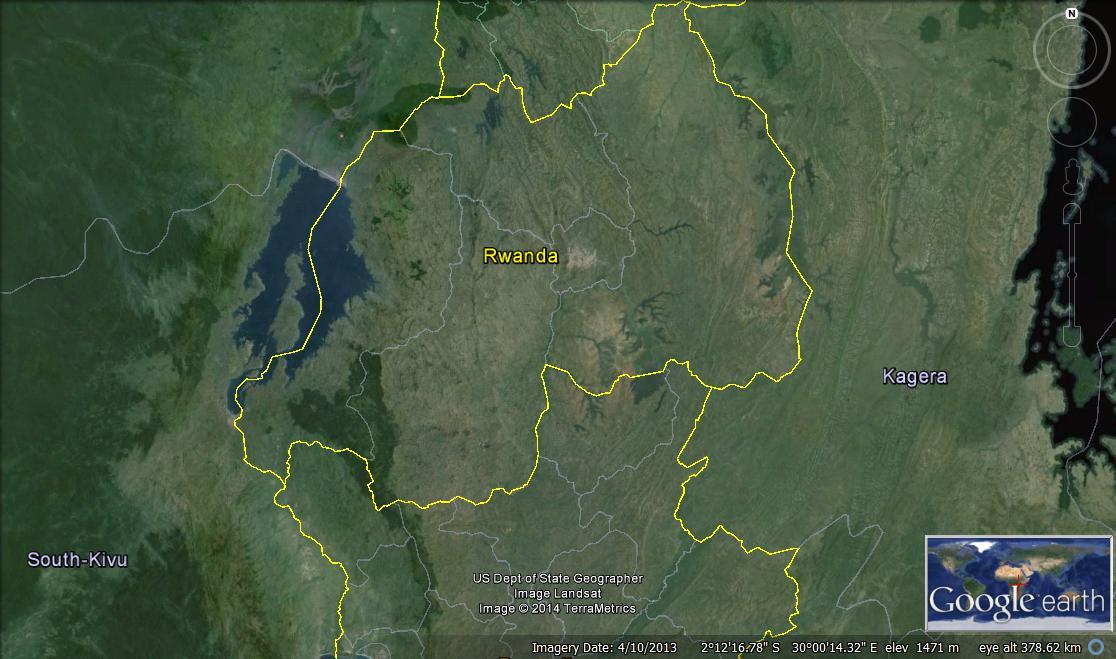 N
Rwanda
Kagera
South-Kivu
US Dept of State Geographer
Image Landsat
Image © 2014 TerraMetrics
Google earth
Imagery Date: 4/10/2013 2°12'16.78" S 30°00'14.32" E elev 1471 m eye alt 378.62 km